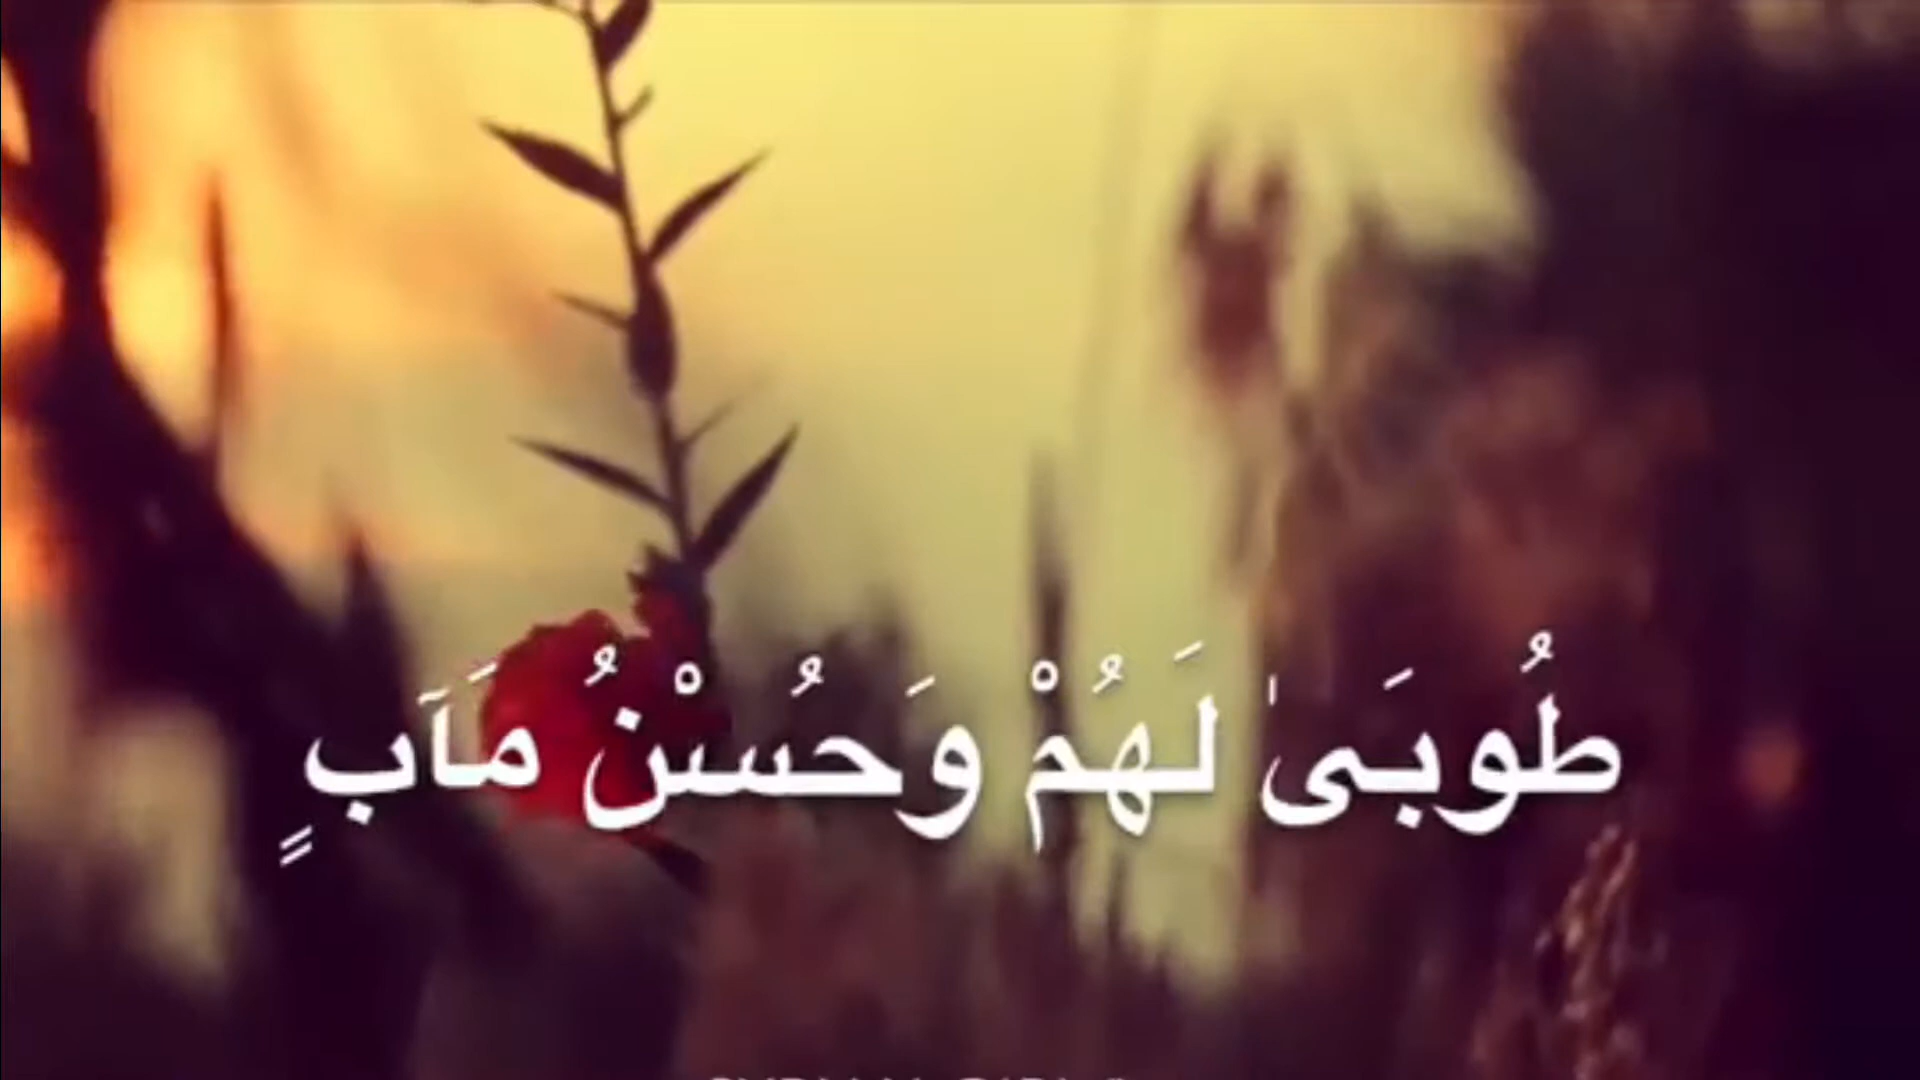 طُوبَىٰ لَهُمْ وَحُسْنُ مَآبٍ